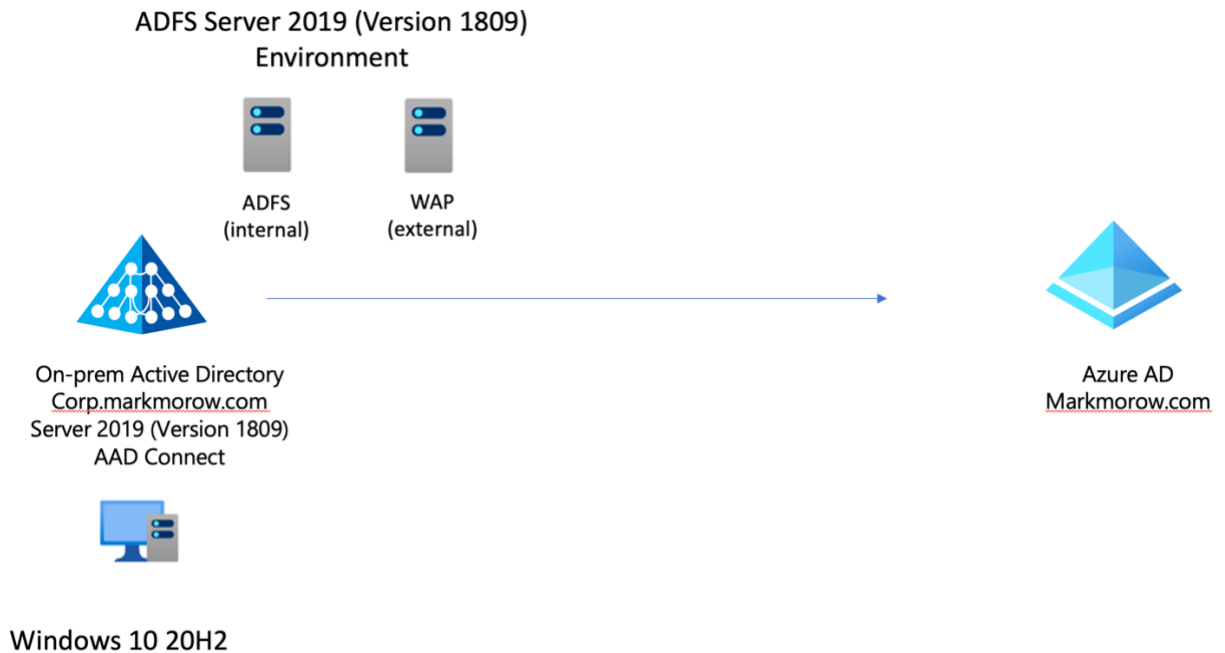 ADFS Server 2019 (Version 1809)
Environment
ADFS
(internal)
WAP
(external)
On-prem Active Directory
Corp.markmorow.com
Server 2019 (Version 1809)
AAD Connect
Azure AD
Markmorow.com
Windows 10 20H2